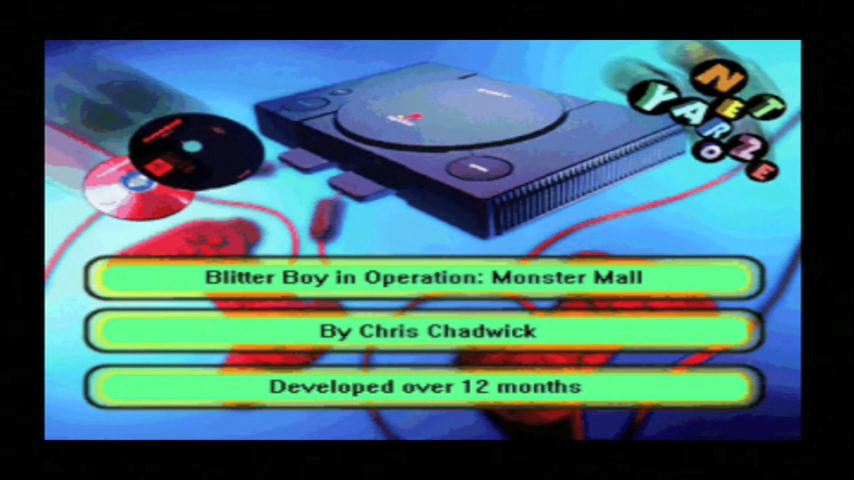 NET
YAROZE
Blitter Boy in Operation: Monster Mall
By Chris Chadwick
Developed over 12 months